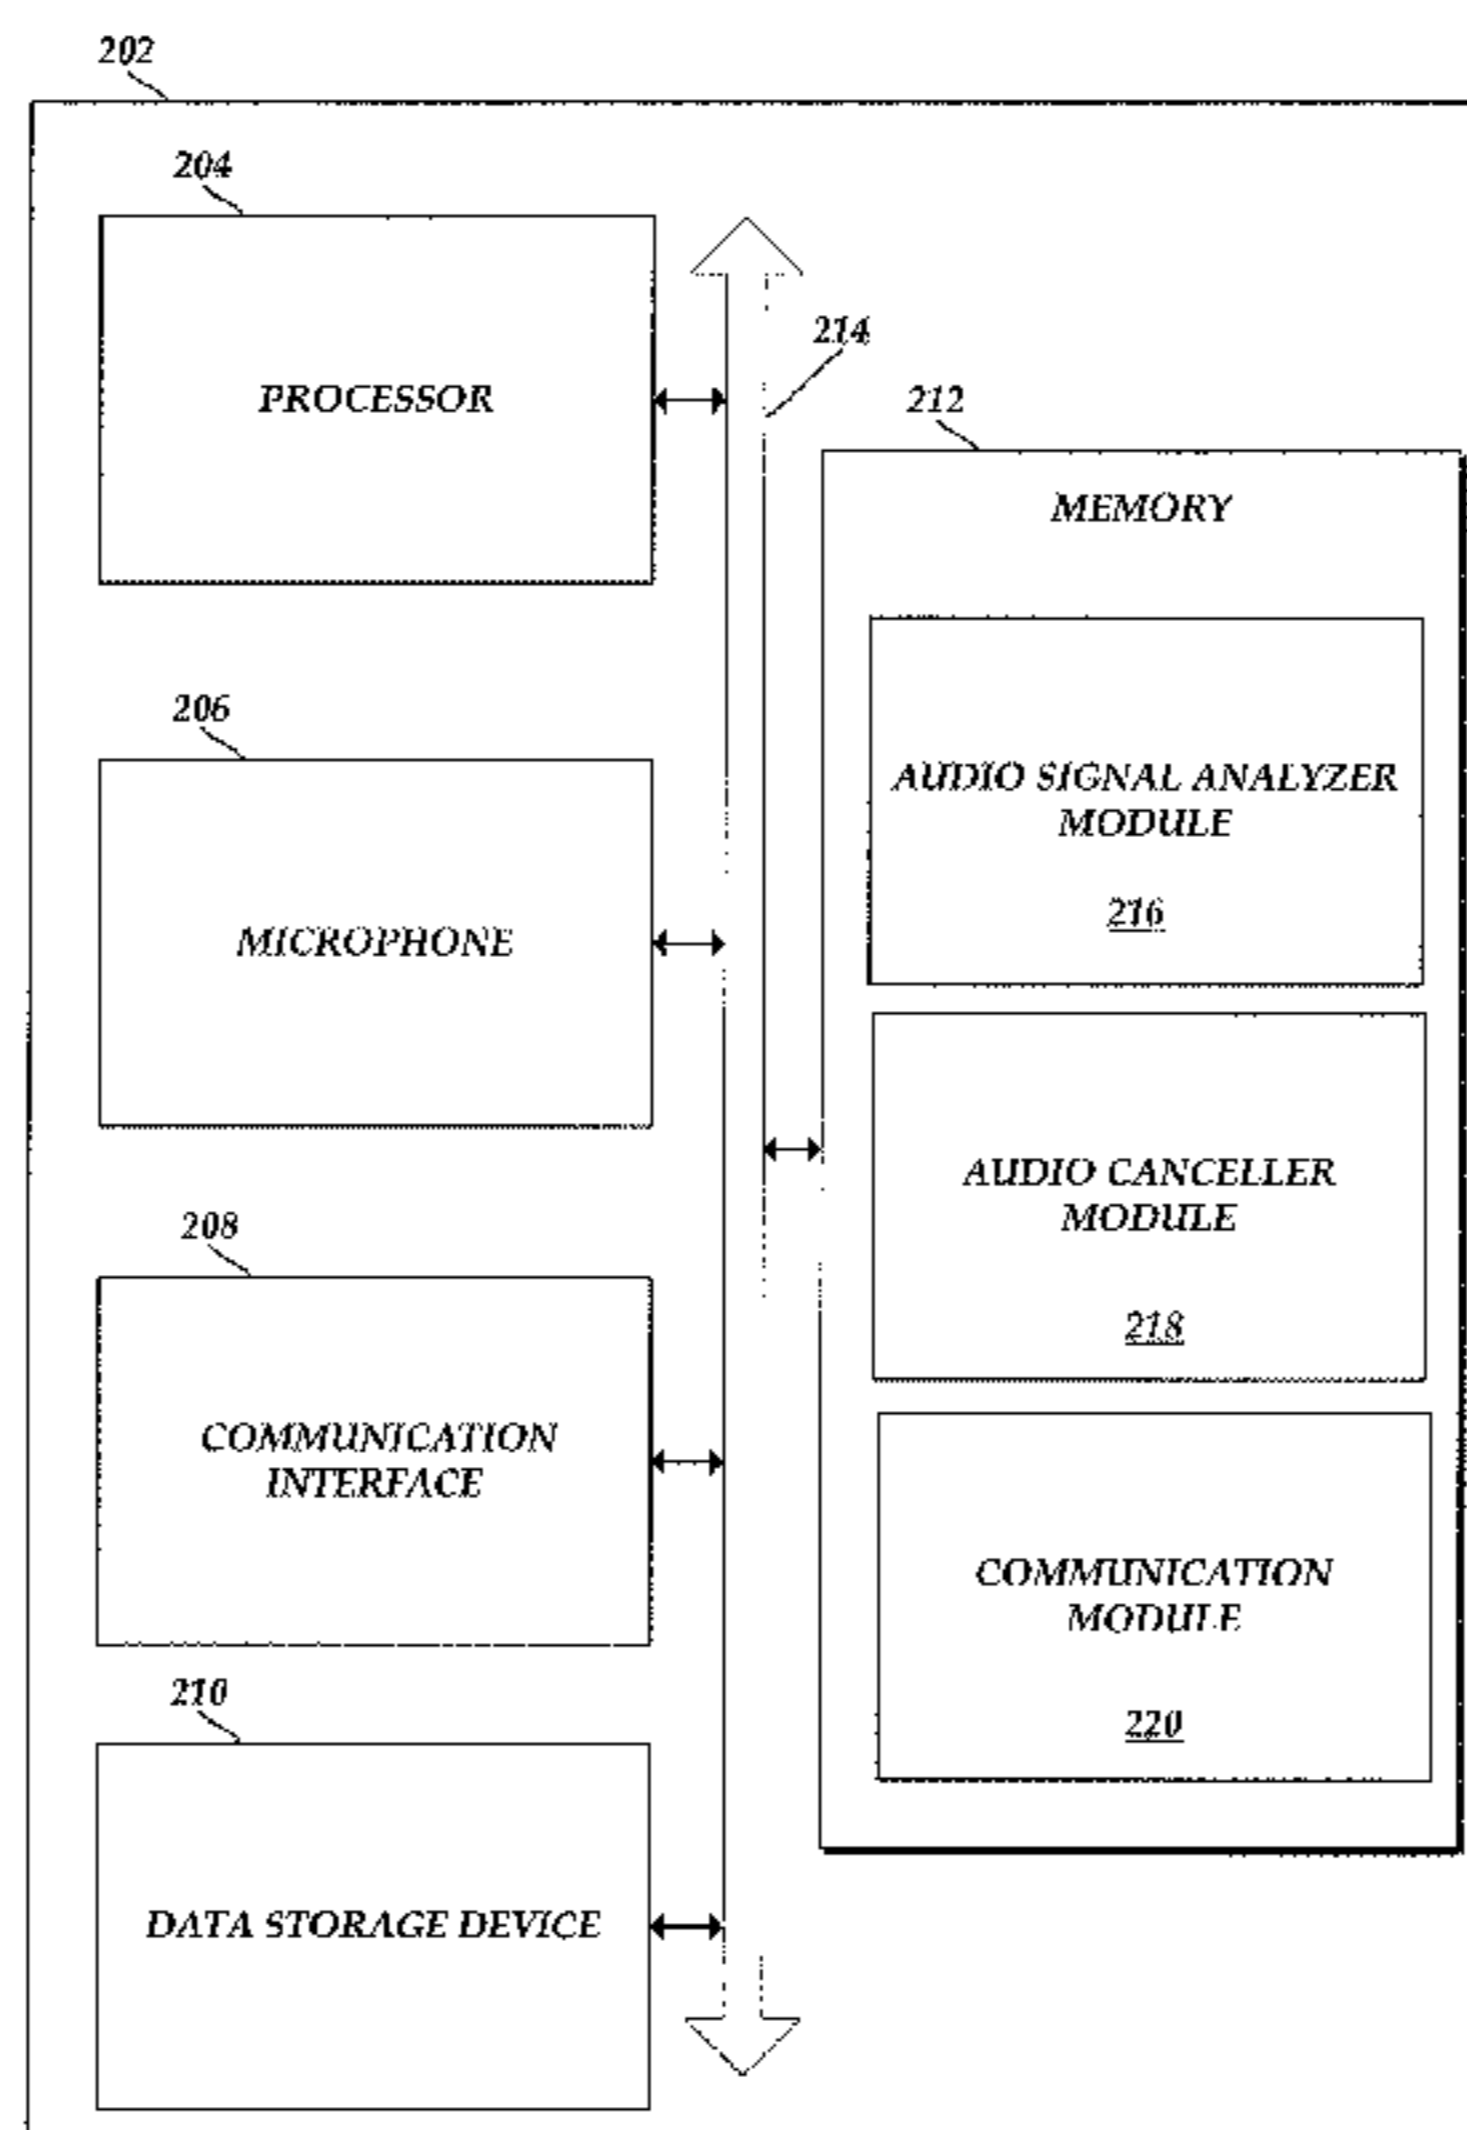 202
204
PROCESSOR
214
212
MEMORY
206
MICROPHONE
AUDIO SIGNAL ANALYZER
MODULE
216
208
COMMUNICATION
INTERFACE
AUDIO CANCELLER
MODULE
218
210
DATA STORAGE DEVICE
COMMUNICATION
MODULE
220